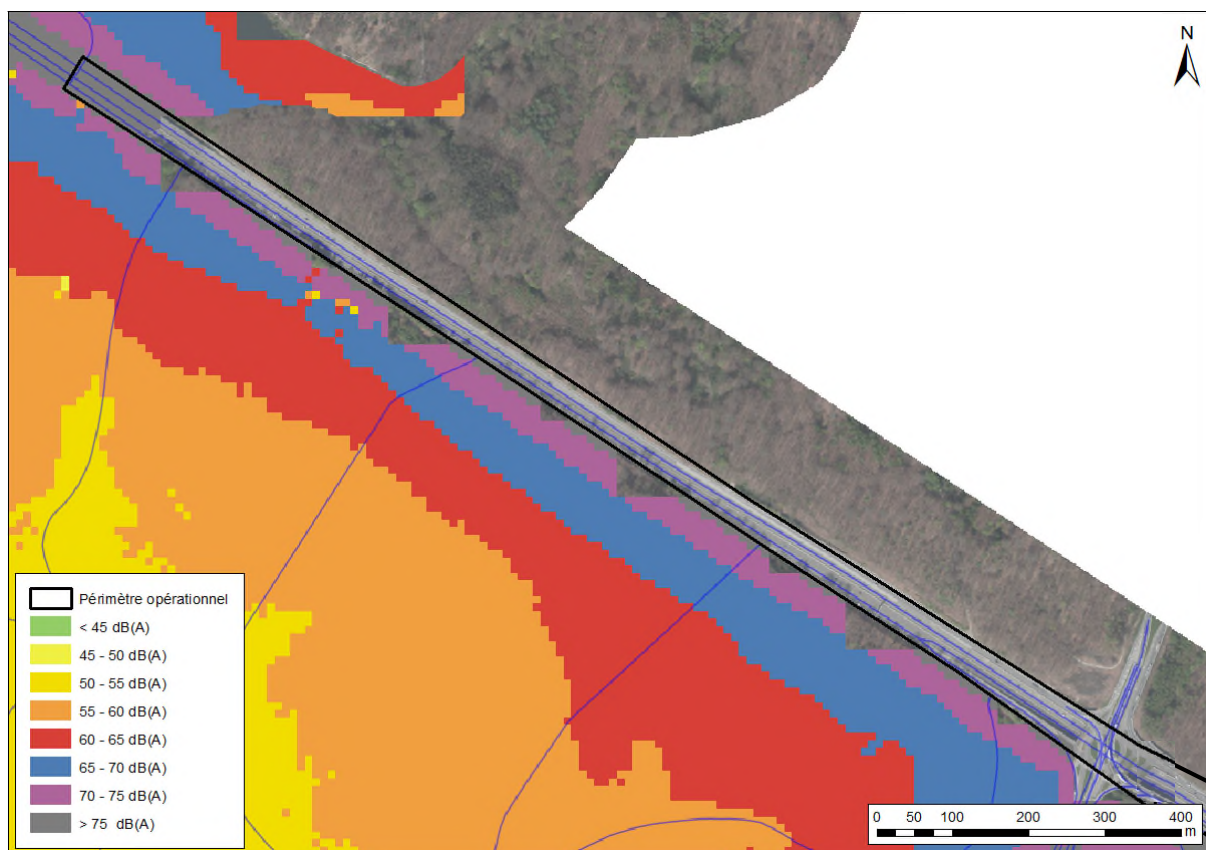 N
Périmètre opérationnel
< 45 dB(A)
45 - 50 dB(A)
50 - 55 dB(A)
55 - 60 dB(A)
60 - 65 dB(A)
65 - 70 dB(A)
70 - 75 dB(A)
> 75 dB(A)
0 50 100 200 300 400
m